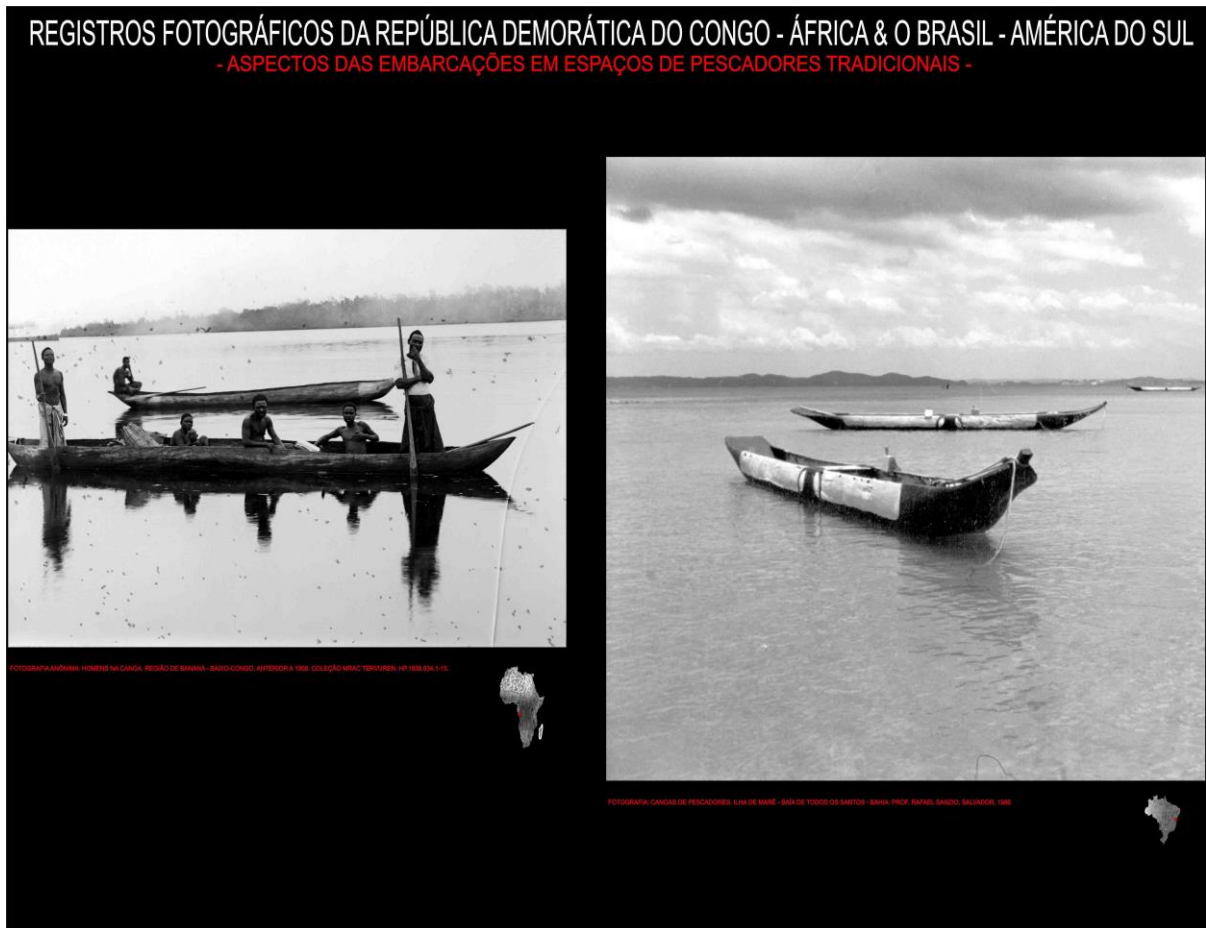 REGISTROS FOTOGRÁFICOS DA REPÚBLICA DEMORÁTICA DO CONGO - ÁFRICA & O BRASIL - AMÉRICA DO SUL
- ASPECTOS DAS EMBARCAÇÕES EM ESPAÇOS DE PESCADORES TRADICIONAIS -
FOTOGRAFIA ANÔNIMA: HOMENS NA CANOA. REGIÃO DE BANANA - BAIXO-CONGO, ANTERIOR A COLEÇÃO MRAC TERVUREN:
FOTOGRAFIA: CANOAS DE PESCADORES. ILHA DE MARÉ - BAÍA DE TODOS OS SANTOS - BAHIA: PROF. RAFAEL SANZIO, SALVADOR,